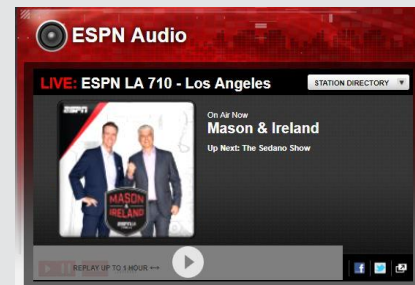 ESPN Audio
LIVE: ESPN LA 710 - Los Angeles
STATION DIRECTORY
On Air Now
Mason & Ireland
Up Next: The Sedano Show
ESPN
MASON
&
IRELAND
REPLAY UP TO 1 HOUR